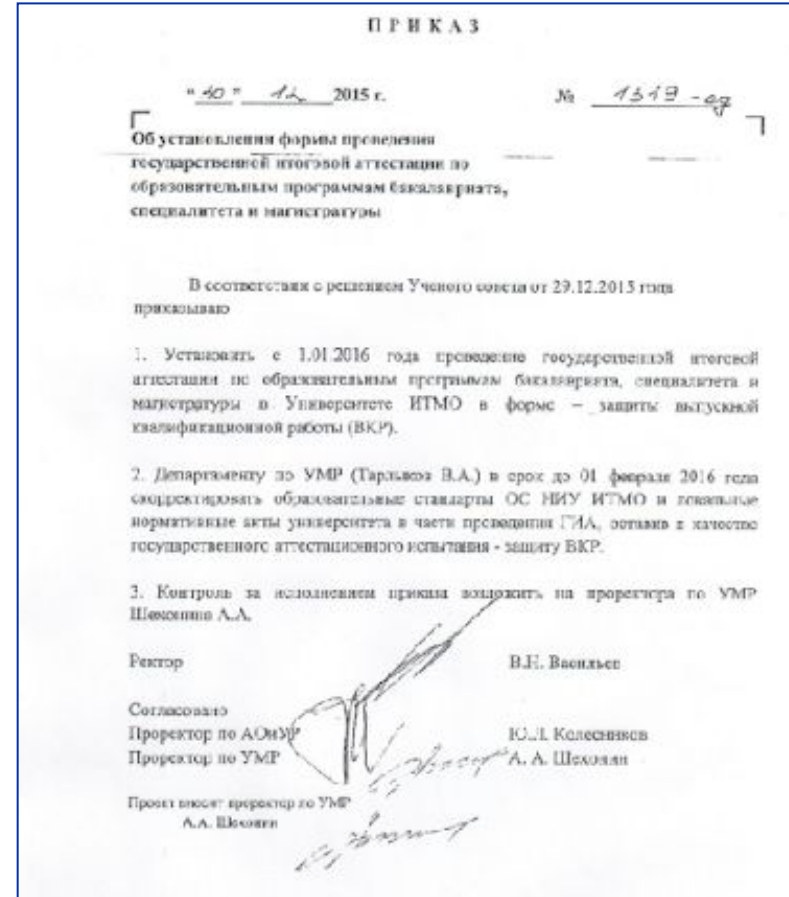 ПРИКАЗ
"30" 12 2015 г. № 1349-од
Об установлении формы проведения
государственной итоговой аттестации по
образовательным программам бакалавриата,
специалитета и магистратуры
В соответствии с решением Ученого совета от 29.12.2015 года
приказываю
1. Установить с 1.01.2016 года проведение государственной итоговой
аттестации по образовательным программам бакалавриата, специалитета и
магистратуры в Университете ИТМО в форме – защиты выпускной
квалификационной работы (ВКР).
2. Департаменту по УМР (Тарлыков В.А.) в срок до 01 февраля 2016 года
скорректировать образовательные стандарты ОС НИУ ИТМО и локальные
нормативные акты университета в части проведения ГИА, оставив в качестве
государственного аттестационного испытания - защиту ВКР.
3. Контроль за исполнением приказа возложить на проректора по УМР
Шехонина А.А.
Ректор В.Н. Васильев
Согласовано
Проректор по АОиУР Ю.Л. Колесников
Проректор по УМР А. А. Шехонин
Проект вносит проректор по УМР
А.А. Шехонин